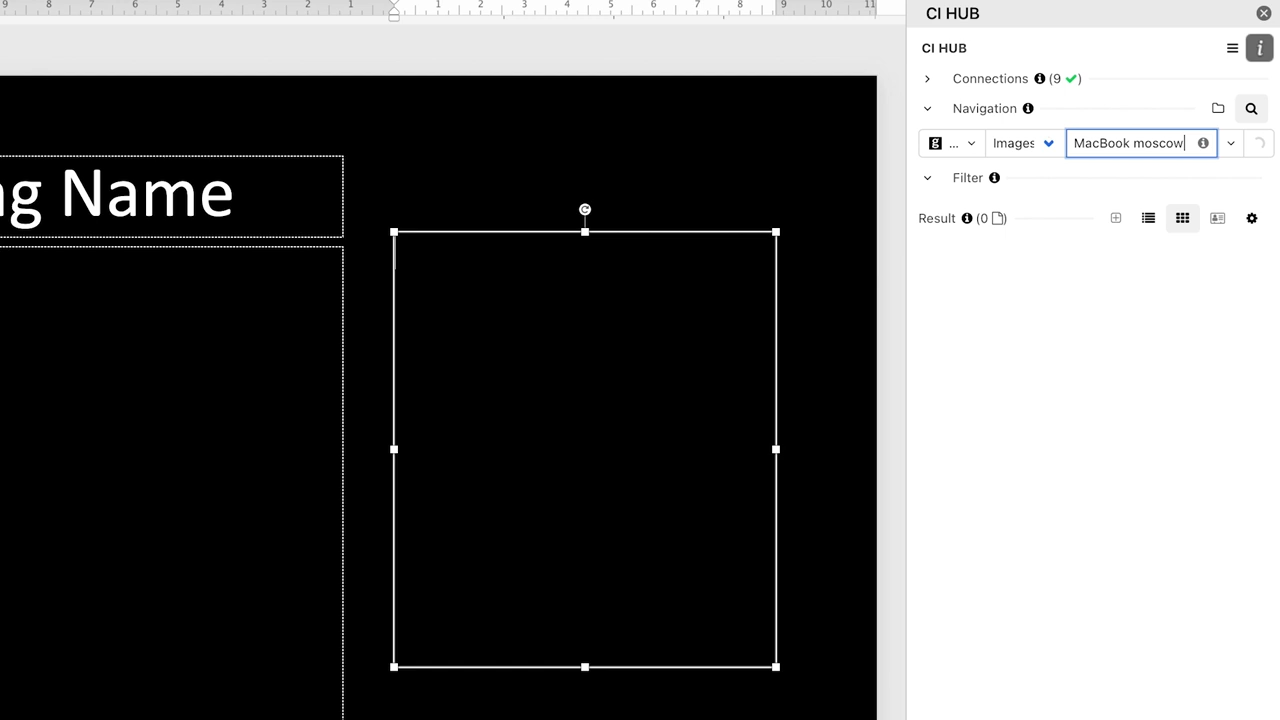 9 8 7 6 5 4 3 2 1 1 2 3 4 5 6 7 8 9 10 11
CI HUB
CI HUB
Connections (9 )
Navigation
g ... Images MacBook moscow
Filter
Result (0 )
g Name